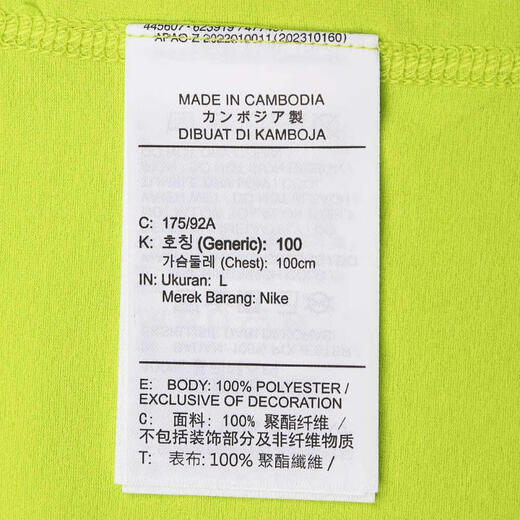 APAC-Z 2022010011 (202310160)
MADE IN CAMBODIA
カンボジア製
DIBUAT DI KAMBOJA
C: 175/92A
K: 호칭 (Generic): 100
가슴둘레 (Chest): 100cm
IN: Ukuran: L
Merek Barang: Nike
E: BODY: 100% POLYESTER /
EXCLUSIVE OF DECORATION
C: 面料: 100% 聚酯纤维 /
不包括装饰部分及非纤维物质
T: 表布: 100% 聚酯纖維 /